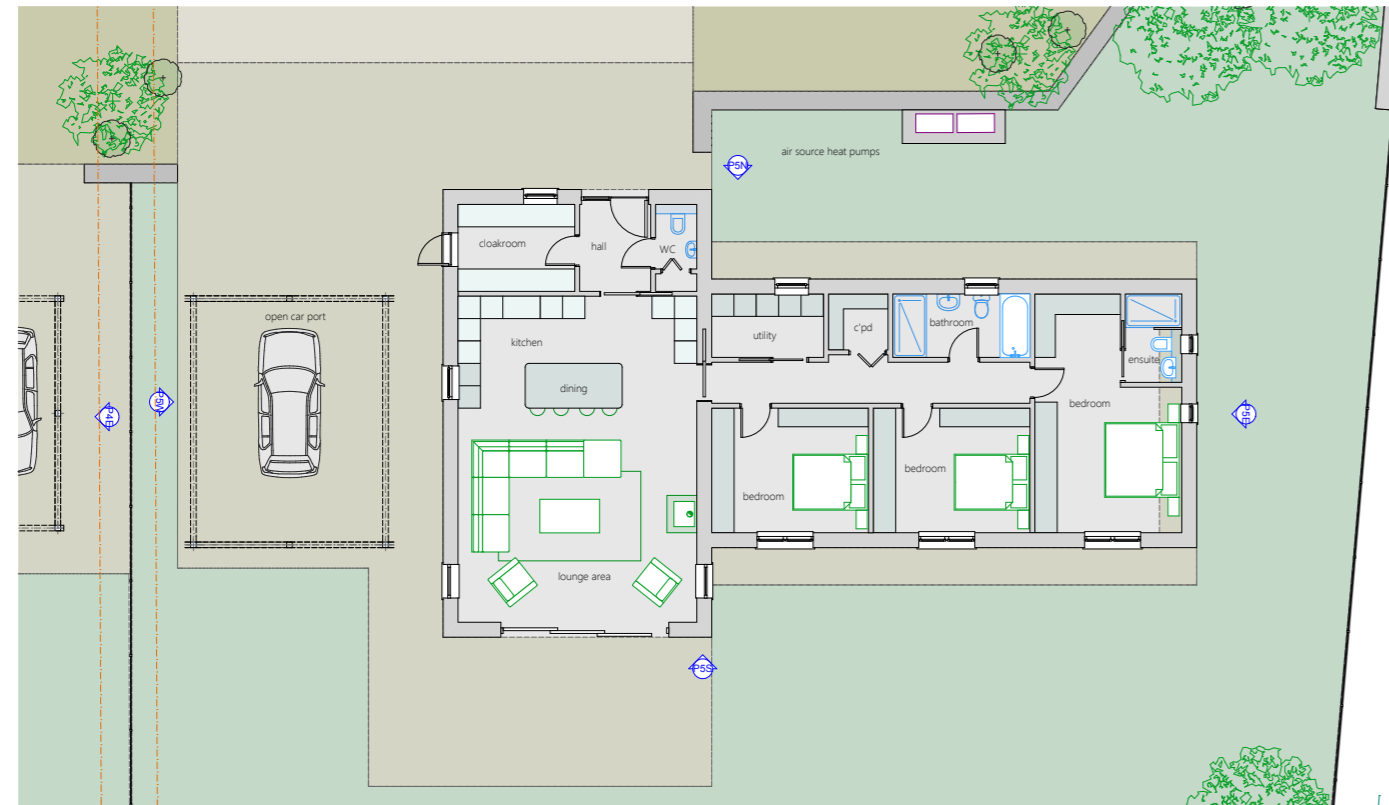 air source heat pumps
P5N
cloakroom
hall
WC
open car port
kitchen
utility
c'pd
bathroom
ensuite
dining
bedroom
P4E
P5W
P5E
bedroom
bedroom
lounge area
P5S